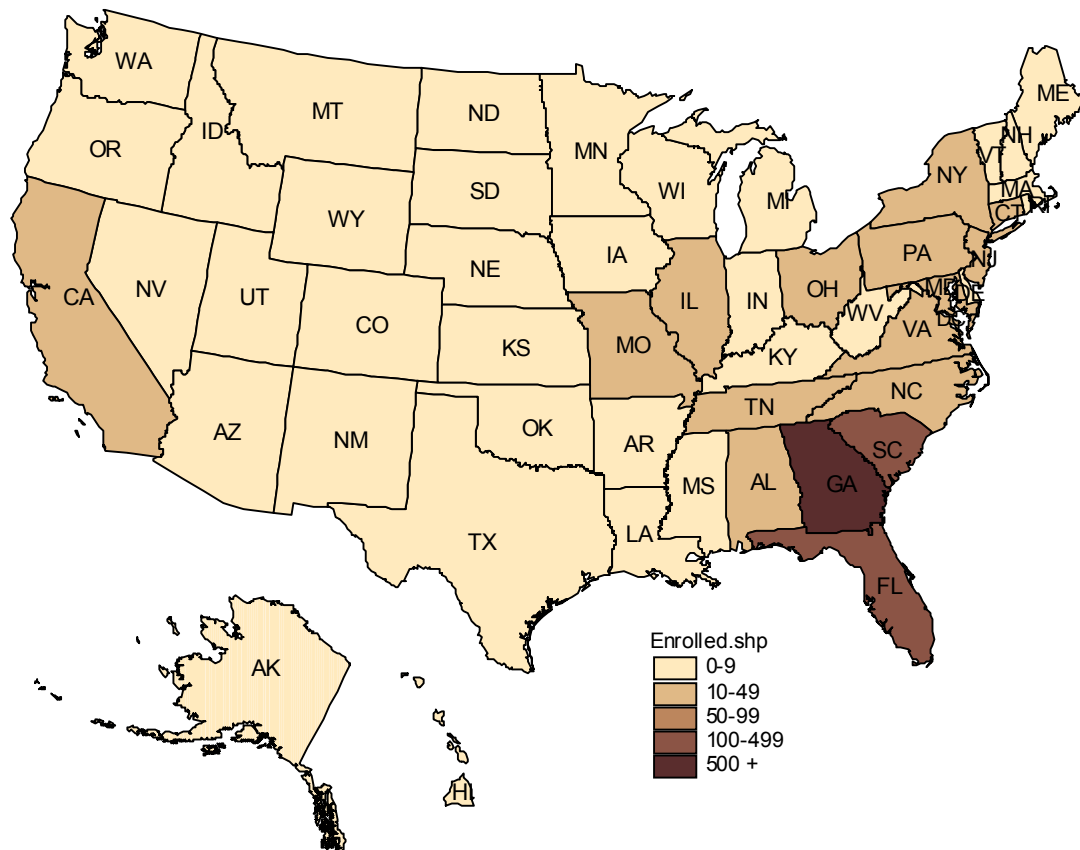 WA
MT
ND
MN
ME
OR
ID
SD
WI
MI
NY
VT
NH
MA
CT
RI
WY
NE
IA
PA
NJ
NV
UT
CO
KS
MO
IL
IN
OH
WV
MD
DE
DC
VA
CA
KY
NC
TN
AZ
NM
OK
AR
MS
AL
GA
SC
TX
LA
FL
AK
HI
Enrolled.shp
0-9
10-49
50-99
100-499
500 +